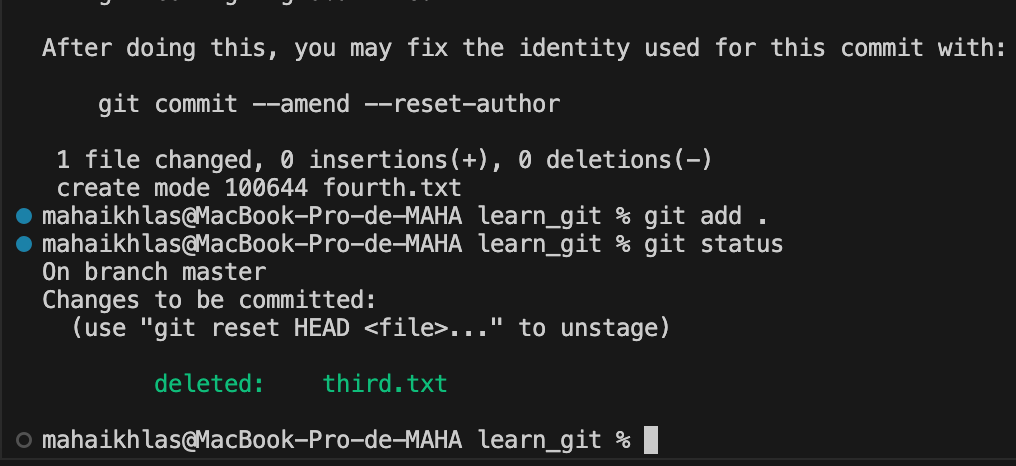 After doing this, you may fix the identity used for this commit with:
git commit --amend --reset-author
1 file changed, 0 insertions(+), 0 deletions(-)
create mode 100644 fourth.txt
mahaikhlas@MacBook-Pro-de-MAHA learn_git % git add .
mahaikhlas@MacBook-Pro-de-MAHA learn_git % git status
On branch master
Changes to be committed:
(use "git reset HEAD <file>..." to unstage)
deleted:    third.txt
mahaikhlas@MacBook-Pro-de-MAHA learn_git %